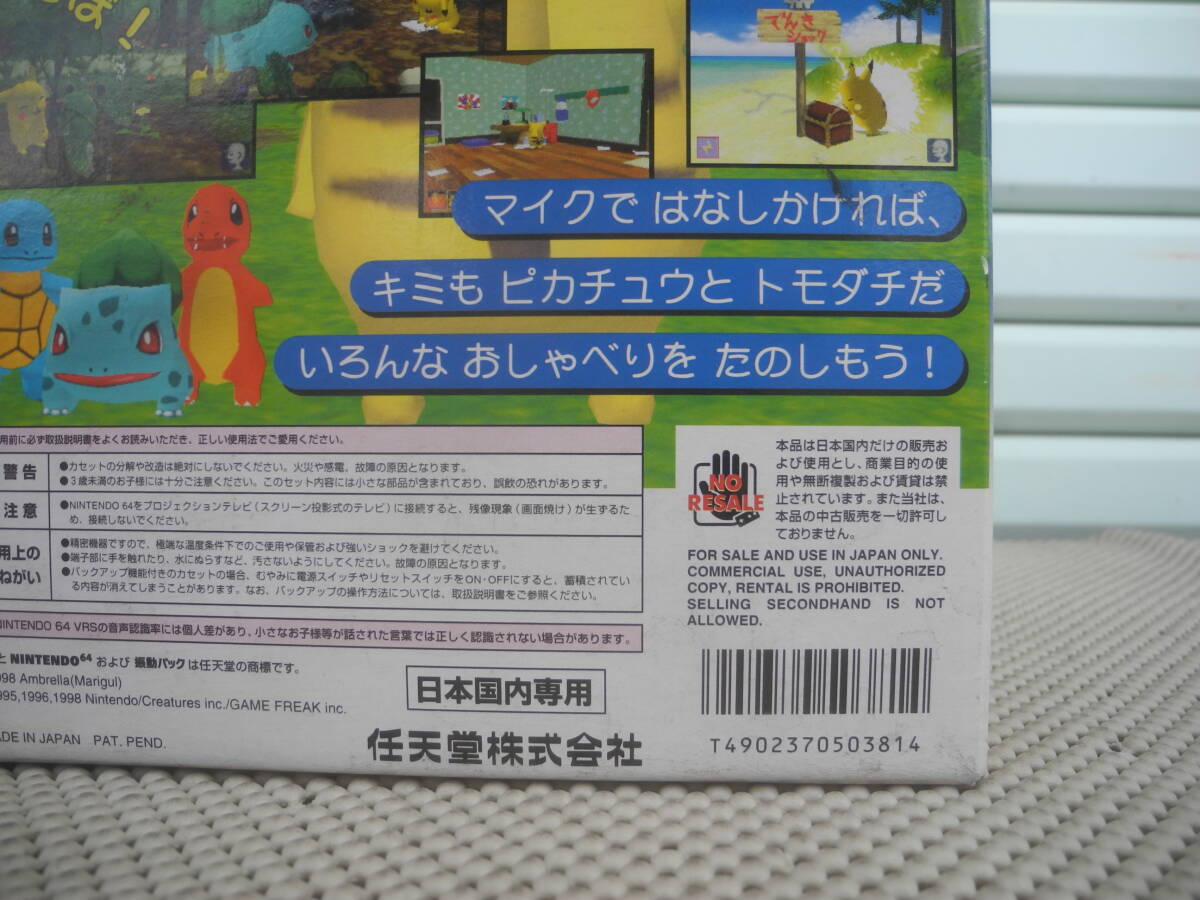 ば！
でんき
ショック
マイクで はなしかければ、
キミも ピカチュウと トモダチだ
いろんな おしゃべりを たのしもう！
用前に必ず取扱説明書をよくお読みいただき、正しい使用法でご愛用ください。
警告
●カセットの分解や改造は絶対にしないでください。火災や感電、故障の原因となります。
●3歳未満のお子様には十分ご注意ください。このセット内容には小さな部品が含まれており、誤飲の恐れがあります。
注意
●NINTENDO 64をプロジェクションテレビ（スクリーン投影式のテレビ）に接続すると、残像現象（画面焼け）が生ずるた
め、接続しないでください。
用上の
ねがい
●精密機器ですので、極端な温度条件下でのご使用や保管および強いショックを避けてください。
●端子部に手を触れたり、水にぬらすなど、汚さないようにしてください。故障の原因となります。
●バックアップ機能付きのカセットの場合、むやみに電源スイッチやリセットスイッチをON・OFFにすると、蓄積されてい
る内容が消えてしまうことがあります。なお、バックアップの操作方法については、取扱説明書をご参照ください。
NINTENDO 64 VRSの音声認識率には個人差があり、小さなお子様等が話された言葉では正しく認識されない場合があります。
と NINTENDO64 および 振動パック は任天堂の商標です。
98 Ambrella(Marigul)
995,1996,1998 Nintendo/Creatures inc./GAME FREAK inc.
ADE IN JAPAN PAT. PEND.
日本国内専用
任天堂株式会社
NO
RESALE
本品は日本国内だけの販売お
よび使用とし、商業目的の使
用や無断複製および賃貸は禁
止されています。また当社は、
本品の中古販売を一切許可し
ておりません。
FOR SALE AND USE IN JAPAN ONLY.
COMMERCIAL USE, UNAUTHORIZED
COPY, RENTAL IS PROHIBITED.
SELLING SECONDHAND IS NOT
ALLOWED.
T4902370503814